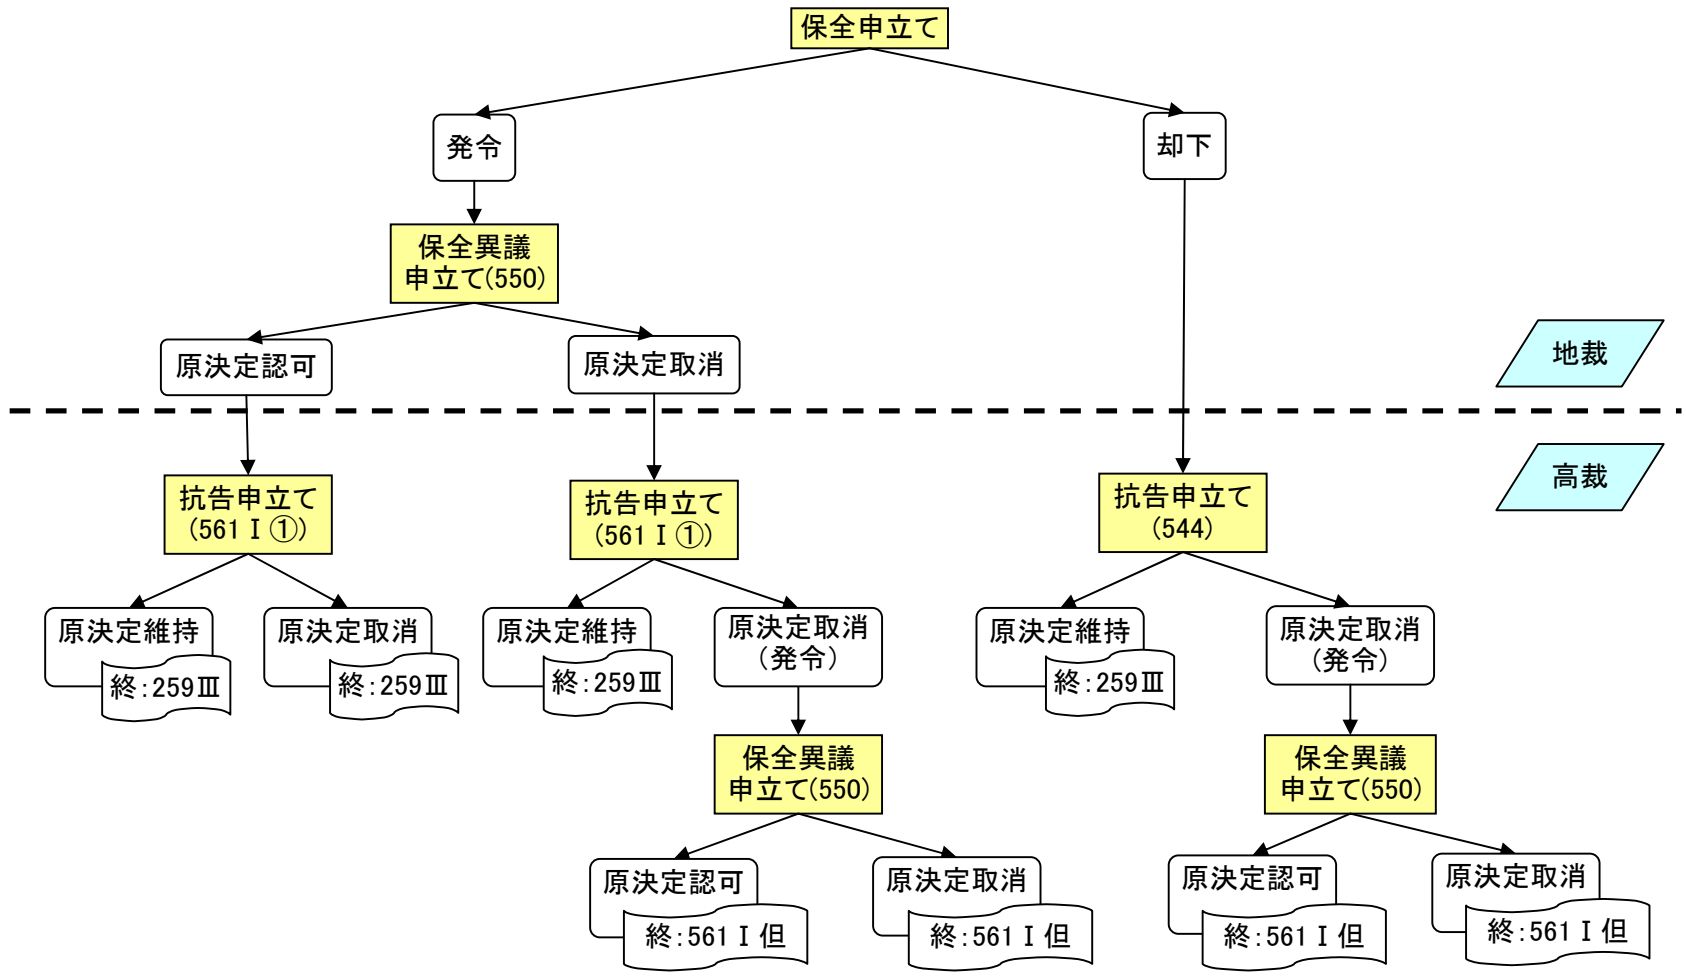 保全申立て
発令
却下
保全異議
申立て(550)
原決定認可
原決定取消
地裁
高裁
抗告申立て
(561Ⅰ①)
抗告申立て
(561Ⅰ①)
抗告申立て
(544)
原決定維持
終:259Ⅲ
原決定取消
終:259Ⅲ
原決定維持
終:259Ⅲ
原決定取消
(発令)
原決定維持
終:259Ⅲ
原決定取消
(発令)
保全異議
申立て(550)
保全異議
申立て(550)
原決定認可
終:561Ⅰ但
原決定取消
終:561Ⅰ但
原決定認可
終:561Ⅰ但
原決定取消
終:561Ⅰ但